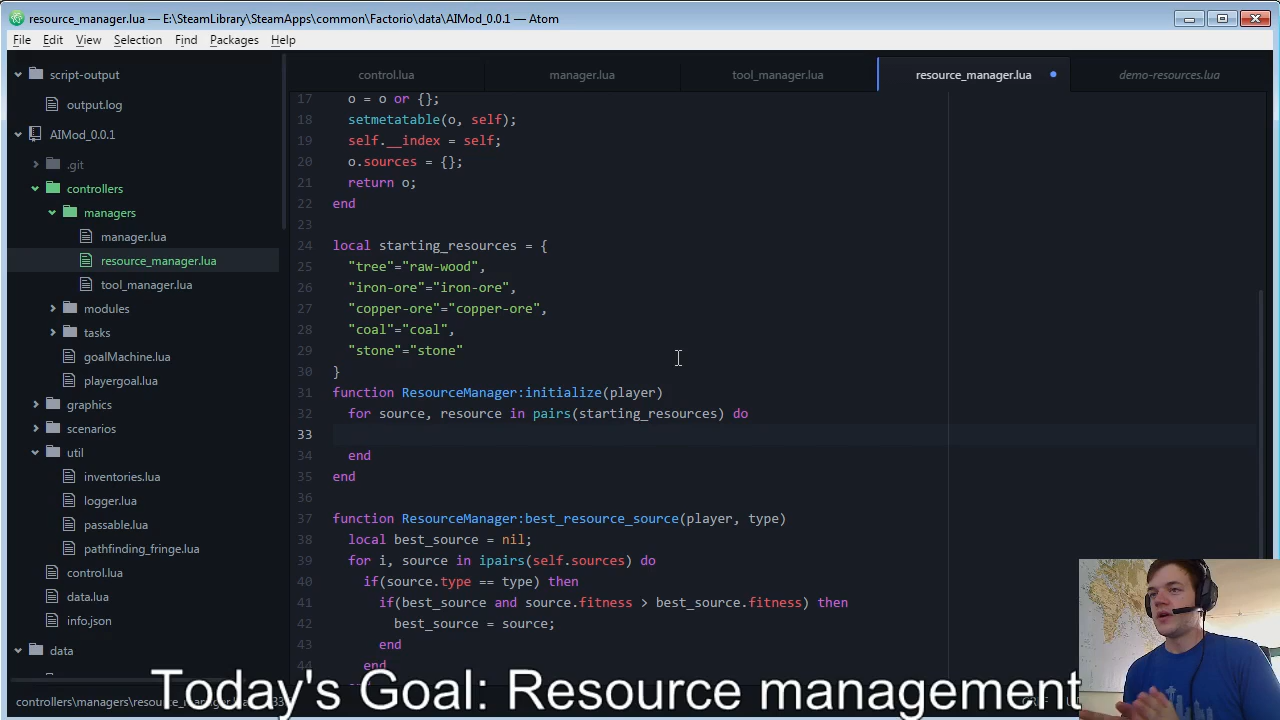 resource_manager.lua — E:\SteamLibrary\SteamApps\common\Factorio\data\AIMod_0.0.1 — Atom
File Edit View Selection Find Packages Help
script-output
output.log
AIMod_0.0.1
.git
controllers
managers
manager.lua
resource_manager.lua
tool_manager.lua
modules
tasks
goalMachine.lua
playergoal.lua
graphics
scenarios
util
inventories.lua
logger.lua
passable.lua
pathfinding_fringe.lua
control.lua
data.lua
info.json
data
control.lua manager.lua tool_manager.lua resource_manager.lua demo-resources.lua
17 o = o or {};
18 setmetatable(o, self);
19 self.__index = self;
20 o.sources = {};
21 return o;
22 end
23
24 local starting_resources = {
25 "tree"="raw-wood",
26 "iron-ore"="iron-ore",
27 "copper-ore"="copper-ore",
28 "coal"="coal",
29 "stone"="stone"
30 }
31 function ResourceManager:initialize(player)
32 for source, resource in pairs(starting_resources) do
33
34 end
35 end
36
37 function ResourceManager:best_resource_source(player, type)
38 local best_source = nil;
39 for i, source in ipairs(self.sources) do
40 if(source.type == type) then
41 if(best_source and source.fitness > best_source.fitness) then
42 best_source = source;
43 end
44 end
Today's Goal: Resource management